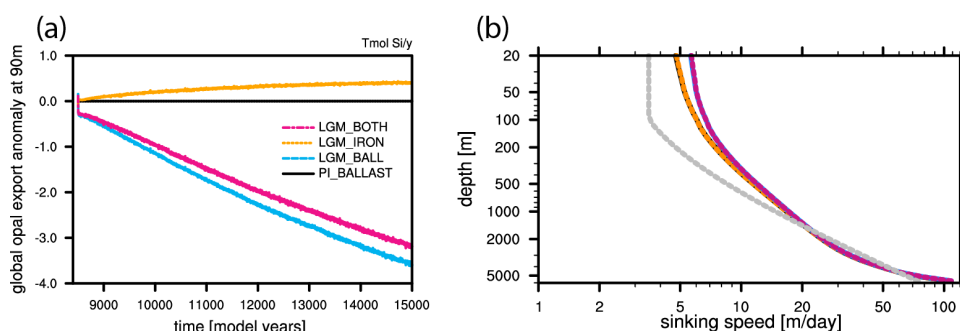 (a)
Tmol Si/y
global opal export anomaly at 90m
1.0
0.0
-1.0
-2.0
-3.0
-4.0
LGM_BOTH
LGM_IRON
LGM_BALL
PI_BALLAST
9000 10000 11000 12000 13000 14000 15000
time [model years]
(b)
depth [m]
20
50
100
200
500
1000
2000
5000
1 2 5 10 20 50 100
sinking speed [m/day]